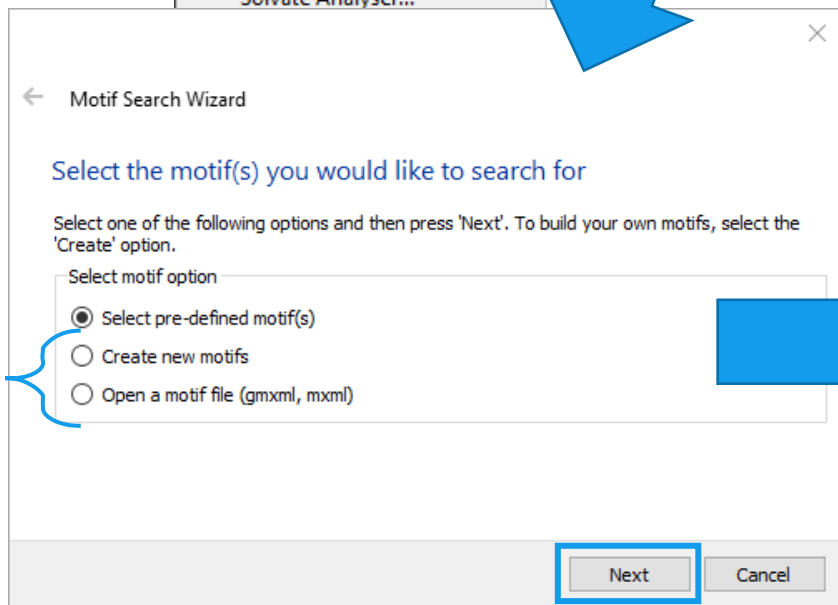 Solvate Analyser...
Motif Search Wizard
Select the motif(s) you would like to search for
Select one of the following options and then press 'Next'. To build your own motifs, select the
'Create' option.
Select motif option
Select pre-defined motif(s)
Create new motifs
Open a motif file (gmxml, mxml)
Next
Cancel